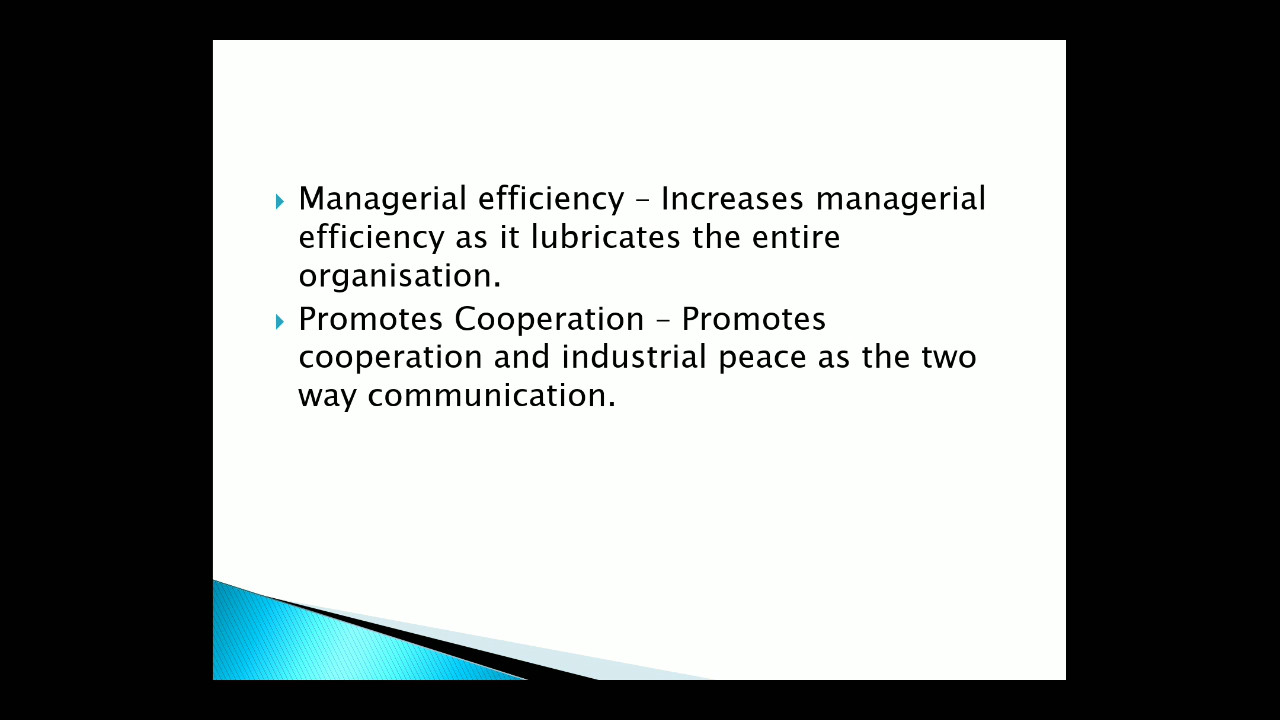 Managerial efficiency – Increases managerial
efficiency as it lubricates the entire
organisation.
Promotes Cooperation – Promotes
cooperation and industrial peace as the two
way communication.